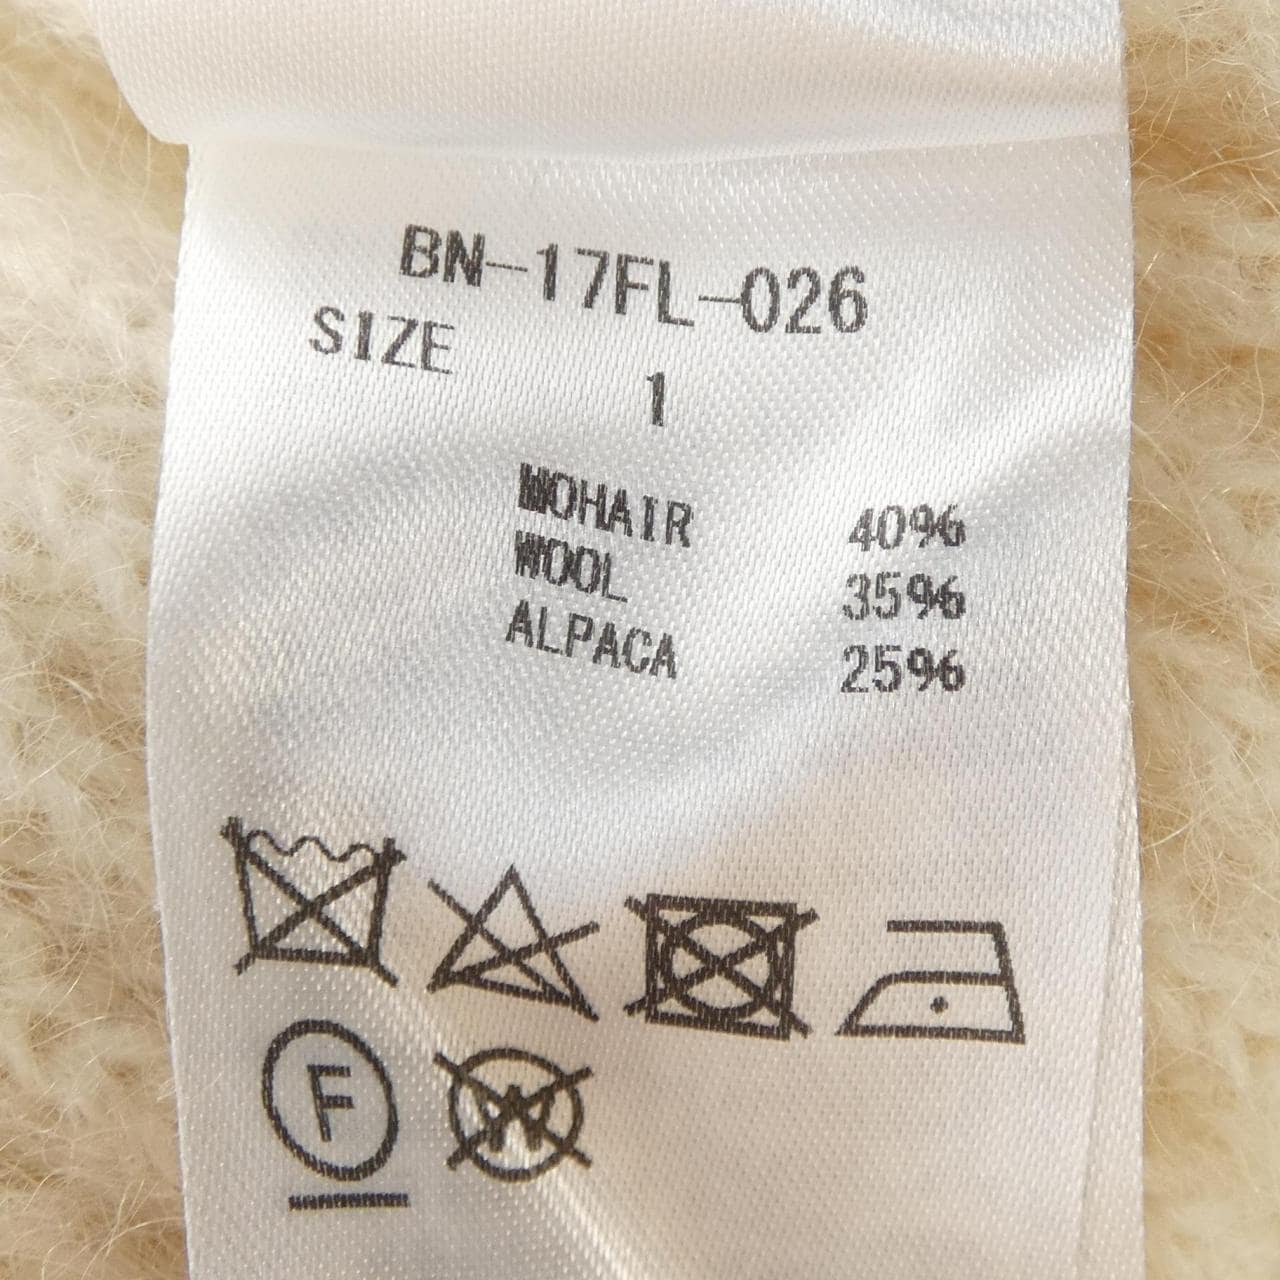 BN-17FL-026
SIZE
1
MOHAIR 40%
WOOL 35%
ALPACA 25%
F
W